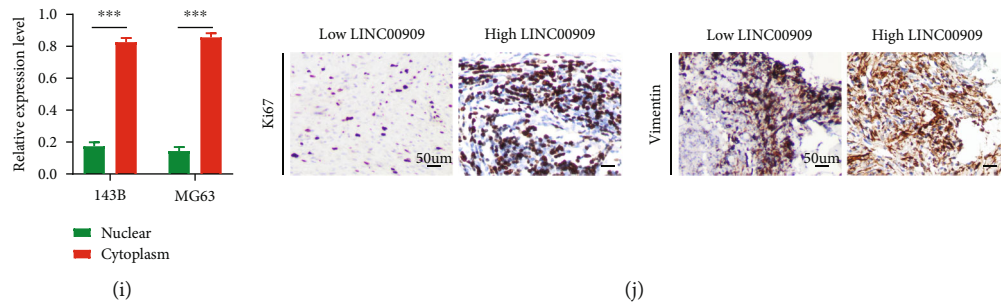 Relative expression level
1.0
0.8
0.6
0.4
0.2
0
***
***
143B
MG63
Nuclear
Cytoplasm
(i)
Ki67
Low LINC00909
High LINC00909
50um
Vimentin
Low LINC00909
High LINC00909
50um
(j)